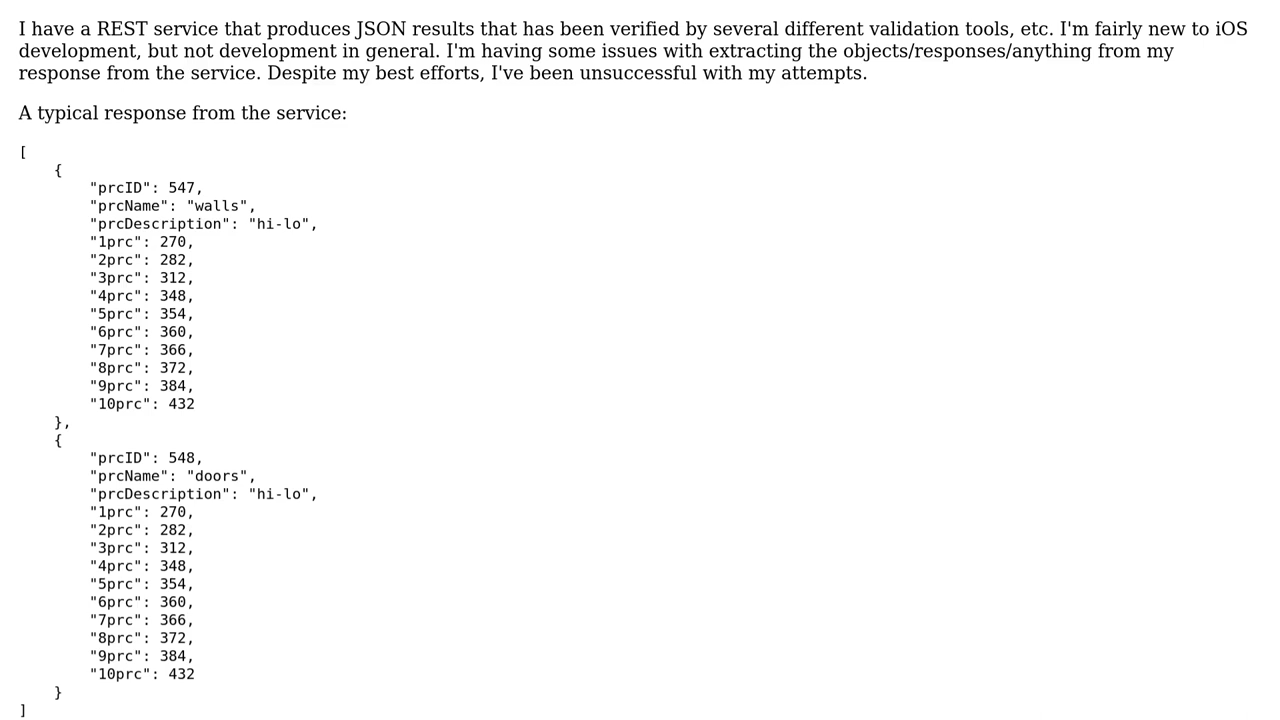 I have a REST service that produces JSON results that has been verified by several different validation tools, etc. I'm fairly new to iOS
development, but not development in general. I'm having some issues with extracting the objects/responses/anything from my
response from the service. Despite my best efforts, I've been unsuccessful with my attempts.
A typical response from the service:
[
    {
        "prcID": 547,
        "prcName": "walls",
        "prcDescription": "hi-lo",
        "1prc": 270,
        "2prc": 282,
        "3prc": 312,
        "4prc": 348,
        "5prc": 354,
        "6prc": 360,
        "7prc": 366,
        "8prc": 372,
        "9prc": 384,
        "10prc": 432
    },
    {
        "prcID": 548,
        "prcName": "doors",
        "prcDescription": "hi-lo",
        "1prc": 270,
        "2prc": 282,
        "3prc": 312,
        "4prc": 348,
        "5prc": 354,
        "6prc": 360,
        "7prc": 366,
        "8prc": 372,
        "9prc": 384,
        "10prc": 432
    }
]